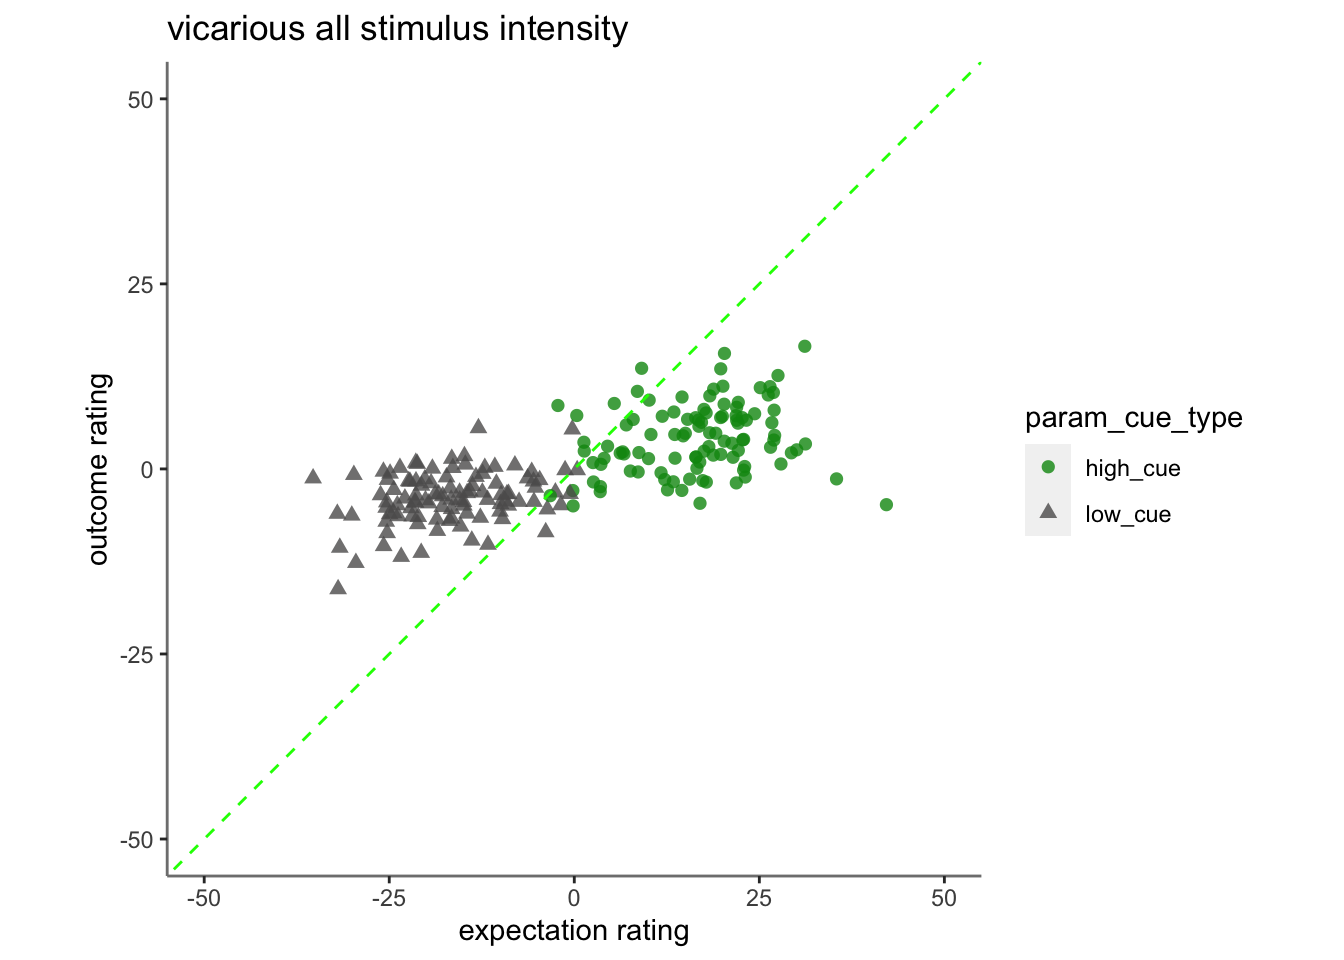 vicarious all stimulus intensity
50
25
0
-25
-50
outcome rating
-50
-25
0
25
50
expectation rating
param_cue_type
high_cue
low_cue